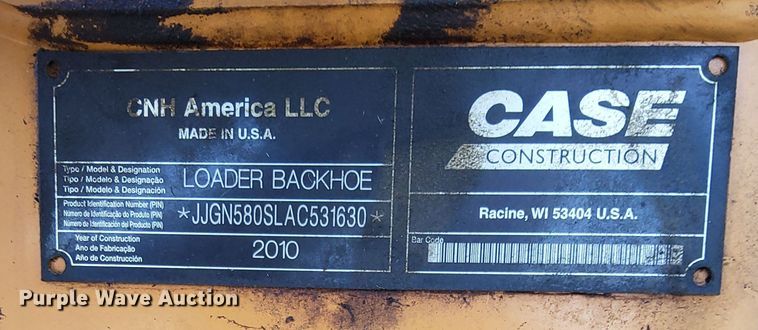 CNH America LLC
MADE IN U.S.A.
Type / Model & Designation
Tipo / Modelo & Designação
Tipo / Modelo & Designación
LOADER BACKHOE
Product Identification Number (PIN)
Número de Identificação do Produto (PIN)
Número de Identificación del Producto (PIN)
*JJGN580SLAC531630*
Year of Construction
Ano de Fabricação
Año de Construcción
2010
CASE
CONSTRUCTION
Racine, WI 53404 U.S.A.
Bar Code
Purple Wave Auction